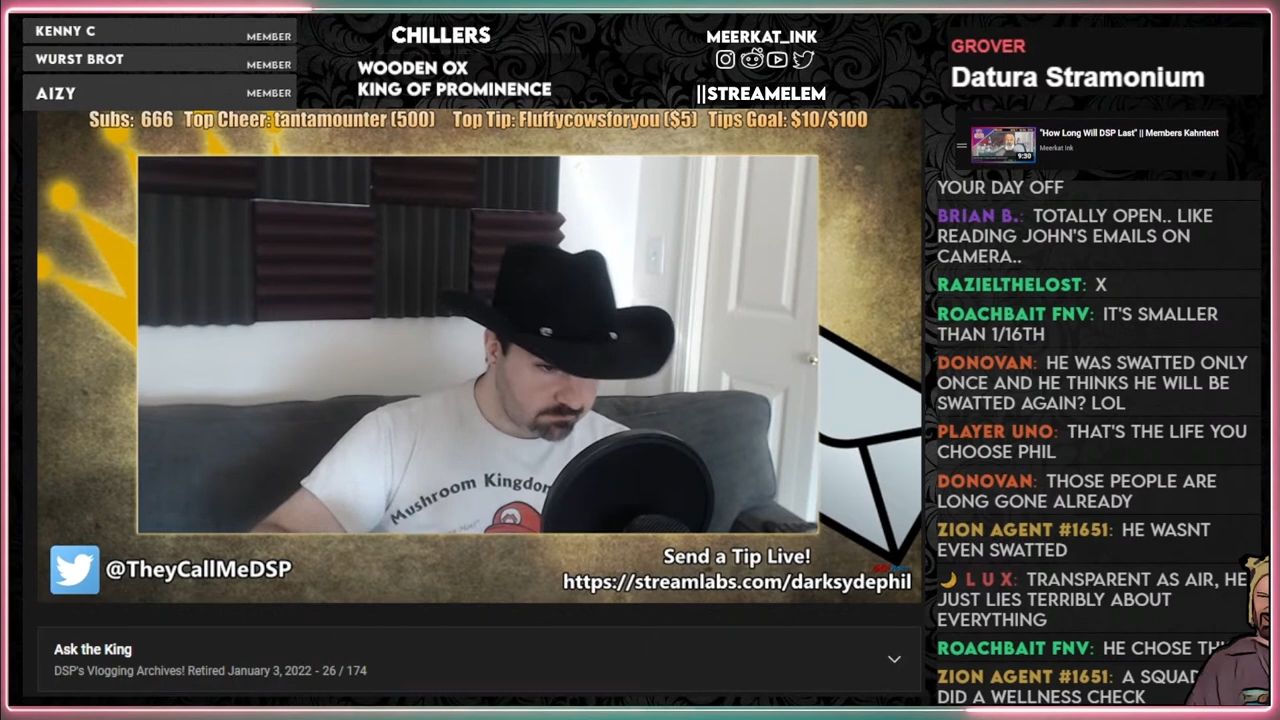 KENNY C
MEMBER
WURST BROT
MEMBER
AIZY
MEMBER
CHILLERS
WOODEN OX
KING OF PROMINENCE
MEERKAT_INK
||STREAMELEM
GROVER
Datura Stramonium
"How Long Will DSP Last" || Members Kahntent
Meerkat Ink
9:30
Subs: 666 Top Cheer: tantamounter (500) Top Tip: Fluffycowsforyou ($5) Tips Goal: $10/$100
Mushroom Kingdom
@TheyCallMeDSP
Send a Tip Live!
https://streamlabs.com/darksydephil
Ask the King
DSP's Vlogging Archives! Retired January 3, 2022 - 26 / 174
YOUR DAY OFF
BRIAN B.: TOTALLY OPEN.. LIKE
READING JOHN'S EMAILS ON
CAMERA..
RAZIELTHELOST: X
ROACHBAIT FNV: IT'S SMALLER
THAN 1/16TH
DONOVAN: HE WAS SWATTED ONLY
ONCE AND HE THINKS HE WILL BE
SWATTED AGAIN? LOL
PLAYER UNO: THAT'S THE LIFE YOU
CHOOSE PHIL
DONOVAN: THOSE PEOPLE ARE
LONG GONE ALREADY
ZION AGENT #1651: HE WASNT
EVEN SWATTED
🌙 L U X: TRANSPARENT AS AIR, HE
JUST LIES TERRIBLY ABOUT
EVERYTHING
ROACHBAIT FNV: HE CHOSE
ZION AGENT #1651: A SQUAD
DID A WELLNESS CHECK